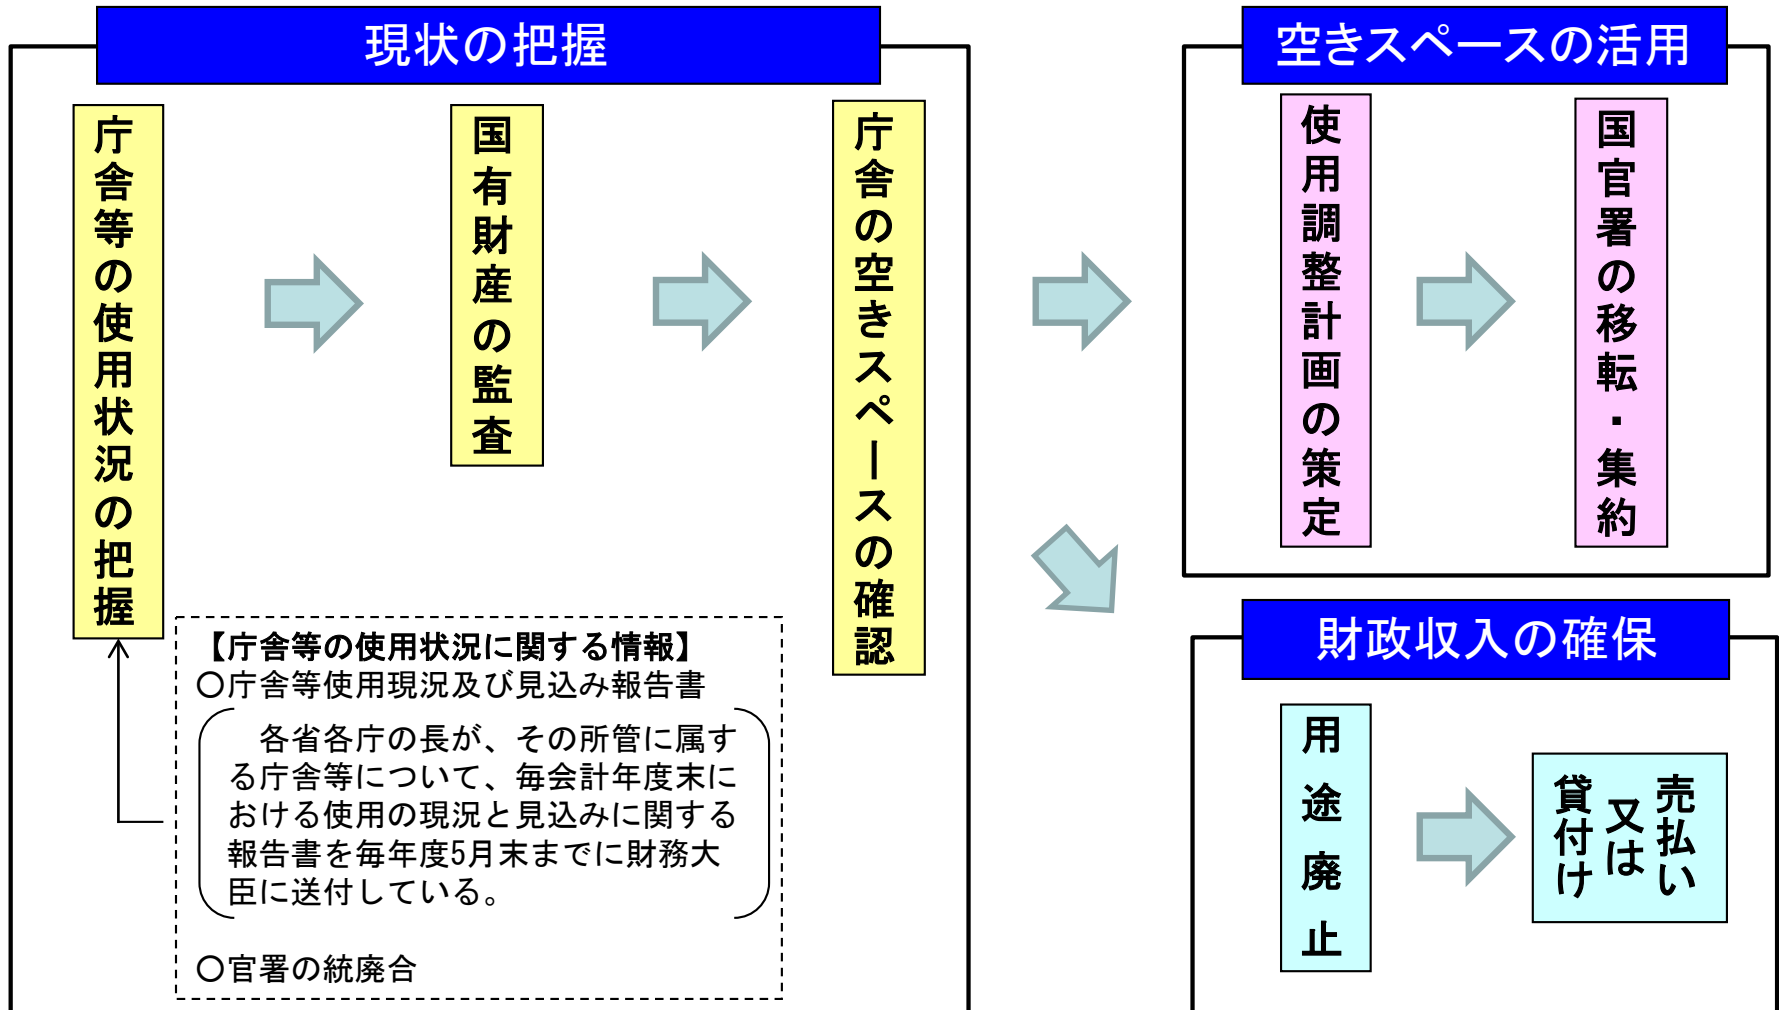 現状の把握
庁舎等の使用状況の把握
国有財産の監査
庁舎の空きスペースの確認
【庁舎等の使用状況に関する情報】
○庁舎等使用現況及び見込み報告書
各省各庁の長が、その所管に属す
る庁舎等について、毎会計年度末に
おける使用の現況と見込みに関する
報告書を毎年度5月末までに財務大
臣に送付している。
○官署の統廃合
空きスペースの活用
使用調整計画の策定
国官署の移転・集約
財政収入の確保
用途廃止
売払い
又は
貸付け